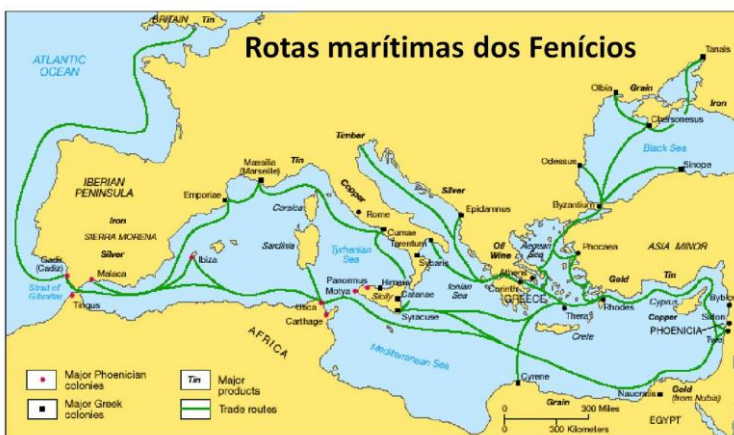 Rotas marítimas dos Fenícios
BRITAIN
Tin
ATLANTIC
OCEAN
Tanais
Olbia
Grain
Iron
Chersonesus
Black Sea
Timber
Tin
Massilia
(Marseille)
Odessus
Sinope
IBERIAN
PENINSULA
Emporiae
Corsica
Copper
Silver
Byzantium
Rome
Epidamnus
Iron
SIERRA MORENA
Cumae
Tarentum
Oil
Wine
Aegean
Sea
Phocaea
ASIA MINOR
Sardinia
Tyrrhenian
Sea
Silver
Ibiza
Sybaris
Gadir
(Cadiz)
Malaca
Panormus
Himera
Ionian
Sea
Athens
Corinth
GREECE
Gold
Tin
Strait of
Gibraltar
Motya
Sicily
Catanae
Cyprus
Byblos
Tingus
Utica
Syracuse
Thera
Rhodes
Copper
Sidon
PHOENICIA
Carthage
Crete
Tyre
AFRICA
Mediterranean Sea
Cyrene
Naucratis
Gold
(from Nubia)
Grain
EGYPT
Major Phoenician
colonies
Tin
Major
products
Major Greek
colonies
Trade routes
0
300 Miles
0
300 Kilometers